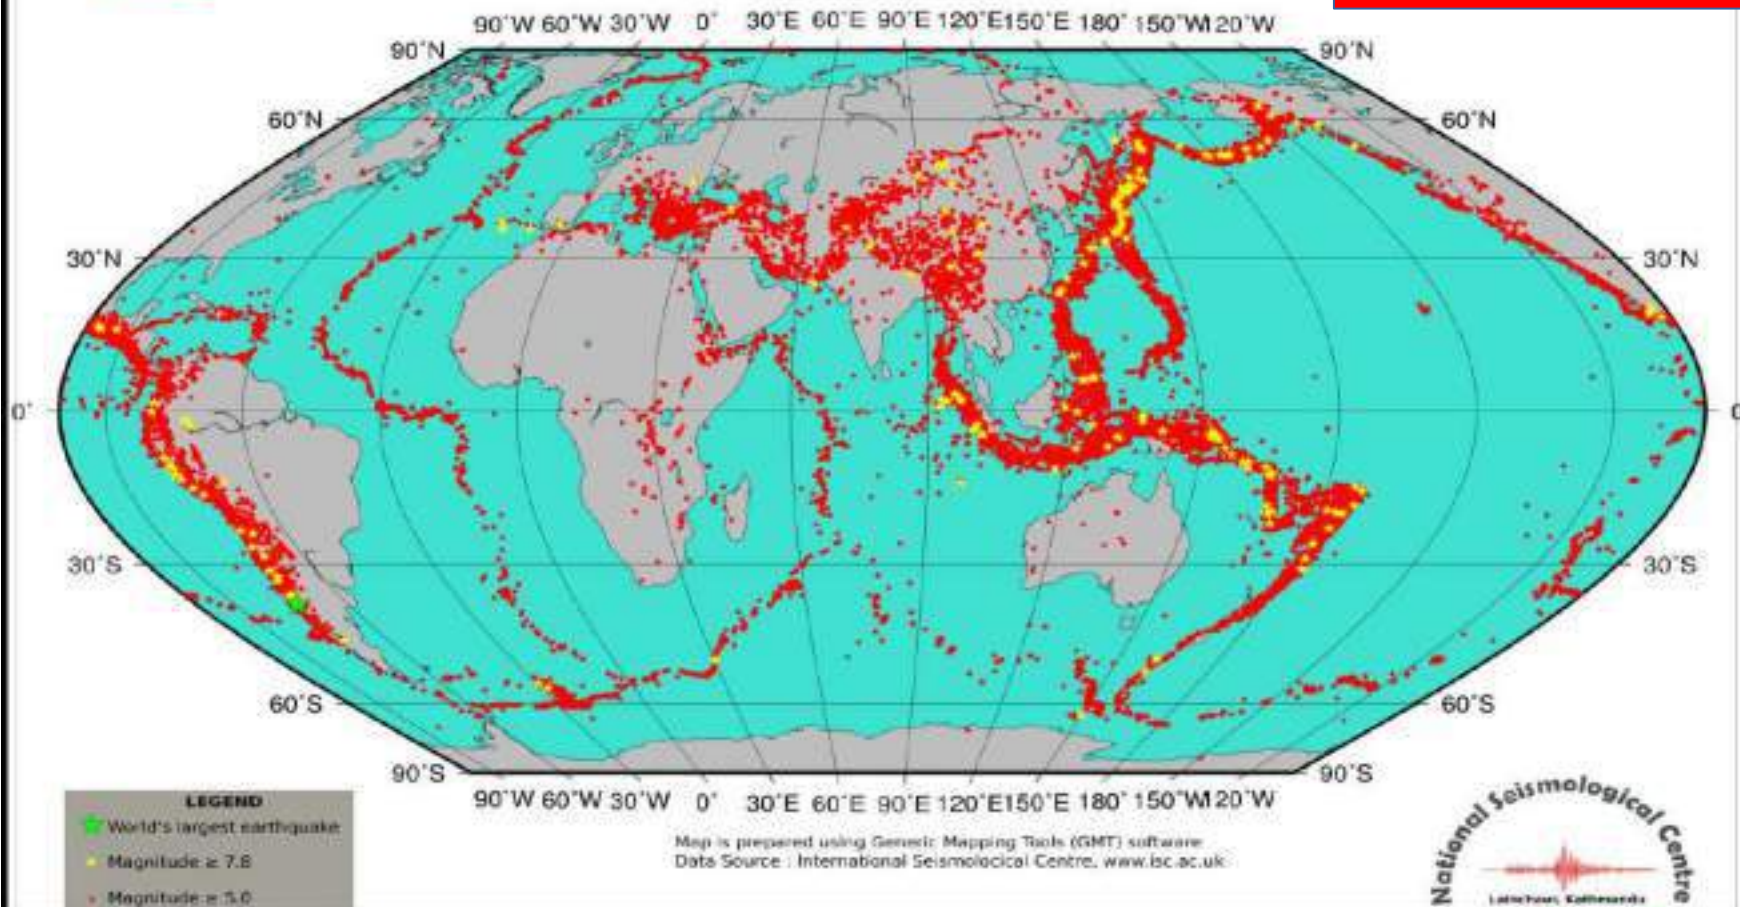 90°W 60°W 30°W 0° 30°E 60°E 90°E 120°E 150°E 180° 150°W 120°W
90°N 90°N
60°N 60°N
30°N 30°N
0° 0
30°S 30°S
60°S 60°S
90°S 90°S
90°W 60°W 30°W 0° 30°E 60°E 90°E 120°E 150°E 180° 150°W 120°W
LEGEND
World's largest earthquake
Magnitude ≥ 7.8
Magnitude ≥ 5.0
Map is prepared using Generic Mapping Tools (GMT) software
Data Source : International Seismolocical Centre, www.isc.ac.uk
National Seismological Centre